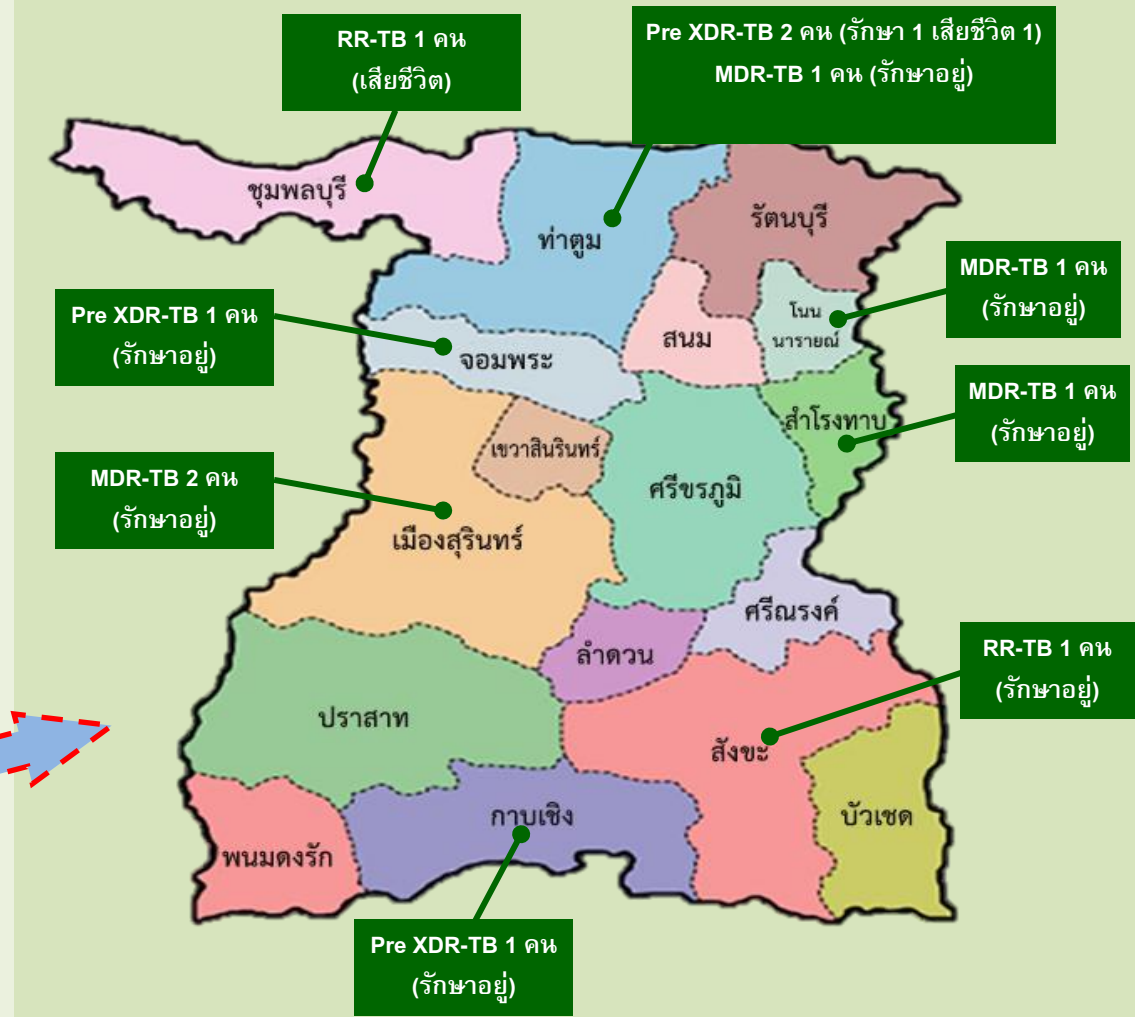 RR-TB 1 คน
(เสียชีวิต)
Pre XDR-TB 2 คน (รักษา 1 เสียชีวิต 1)
MDR-TB 1 คน (รักษาอยู่)
ชุมพลบุรี
ท่าตูม
รัตนบุรี
MDR-TB 1 คน
(รักษาอยู่)
Pre XDR-TB 1 คน
(รักษาอยู่)
จอมพระ
สนม
โนน
นารายณ์
MDR-TB 1 คน
(รักษาอยู่)
สำโรงทาบ
เขวาสินรินทร์
ศรีขรภูมิ
MDR-TB 2 คน
(รักษาอยู่)
เมืองสุรินทร์
ศรีณรงค์
ลำดวน
RR-TB 1 คน
(รักษาอยู่)
ปราสาท
สังขะ
กาบเชิง
บัวเชด
พนมดงรัก
Pre XDR-TB 1 คน
(รักษาอยู่)